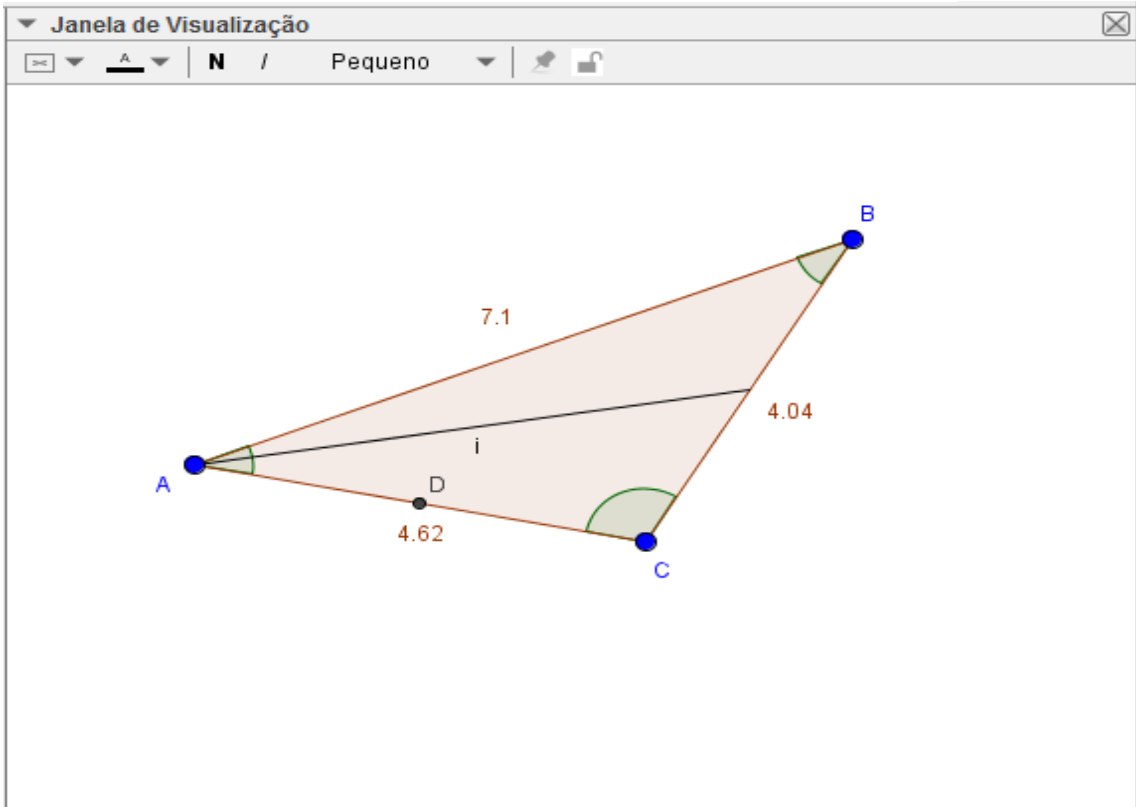 Janela de Visualização
A N I Pequeno
B
7.1
4.04
i
A
D
4.62
C